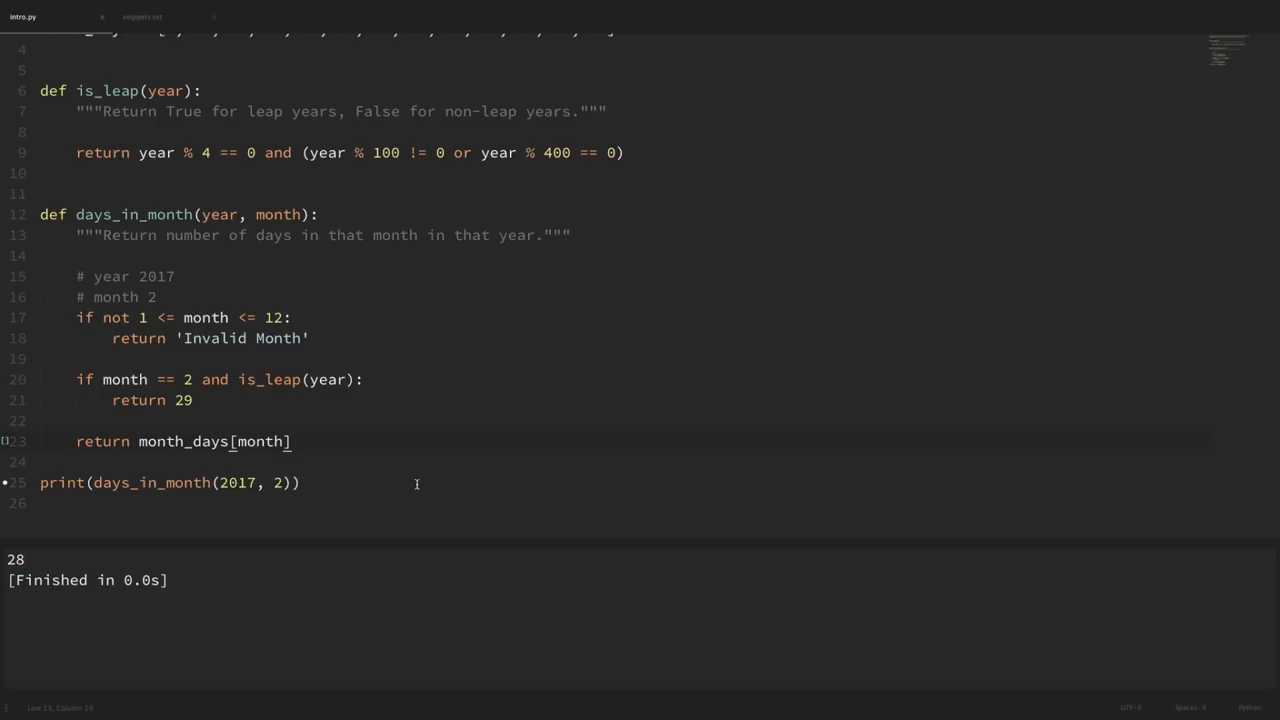 intro.py × snippets.txt ×
4
5
6 def is_leap(year):
7 """Return True for leap years, False for non-leap years."""
8
9 return year % 4 == 0 and (year % 100 != 0 or year % 400 == 0)
10
11
12 def days_in_month(year, month):
13 """Return number of days in that month in that year."""
14
15 # year 2017
16 # month 2
17 if not 1 <= month <= 12:
18 return 'Invalid Month'
19
20 if month == 2 and is_leap(year):
21 return 29
22
23 return month_days[month]
24
25 print(days_in_month(2017, 2))
26
28
[Finished in 0.0s]
Line 23, Column 29 UTF-8 Spaces: 4 Python